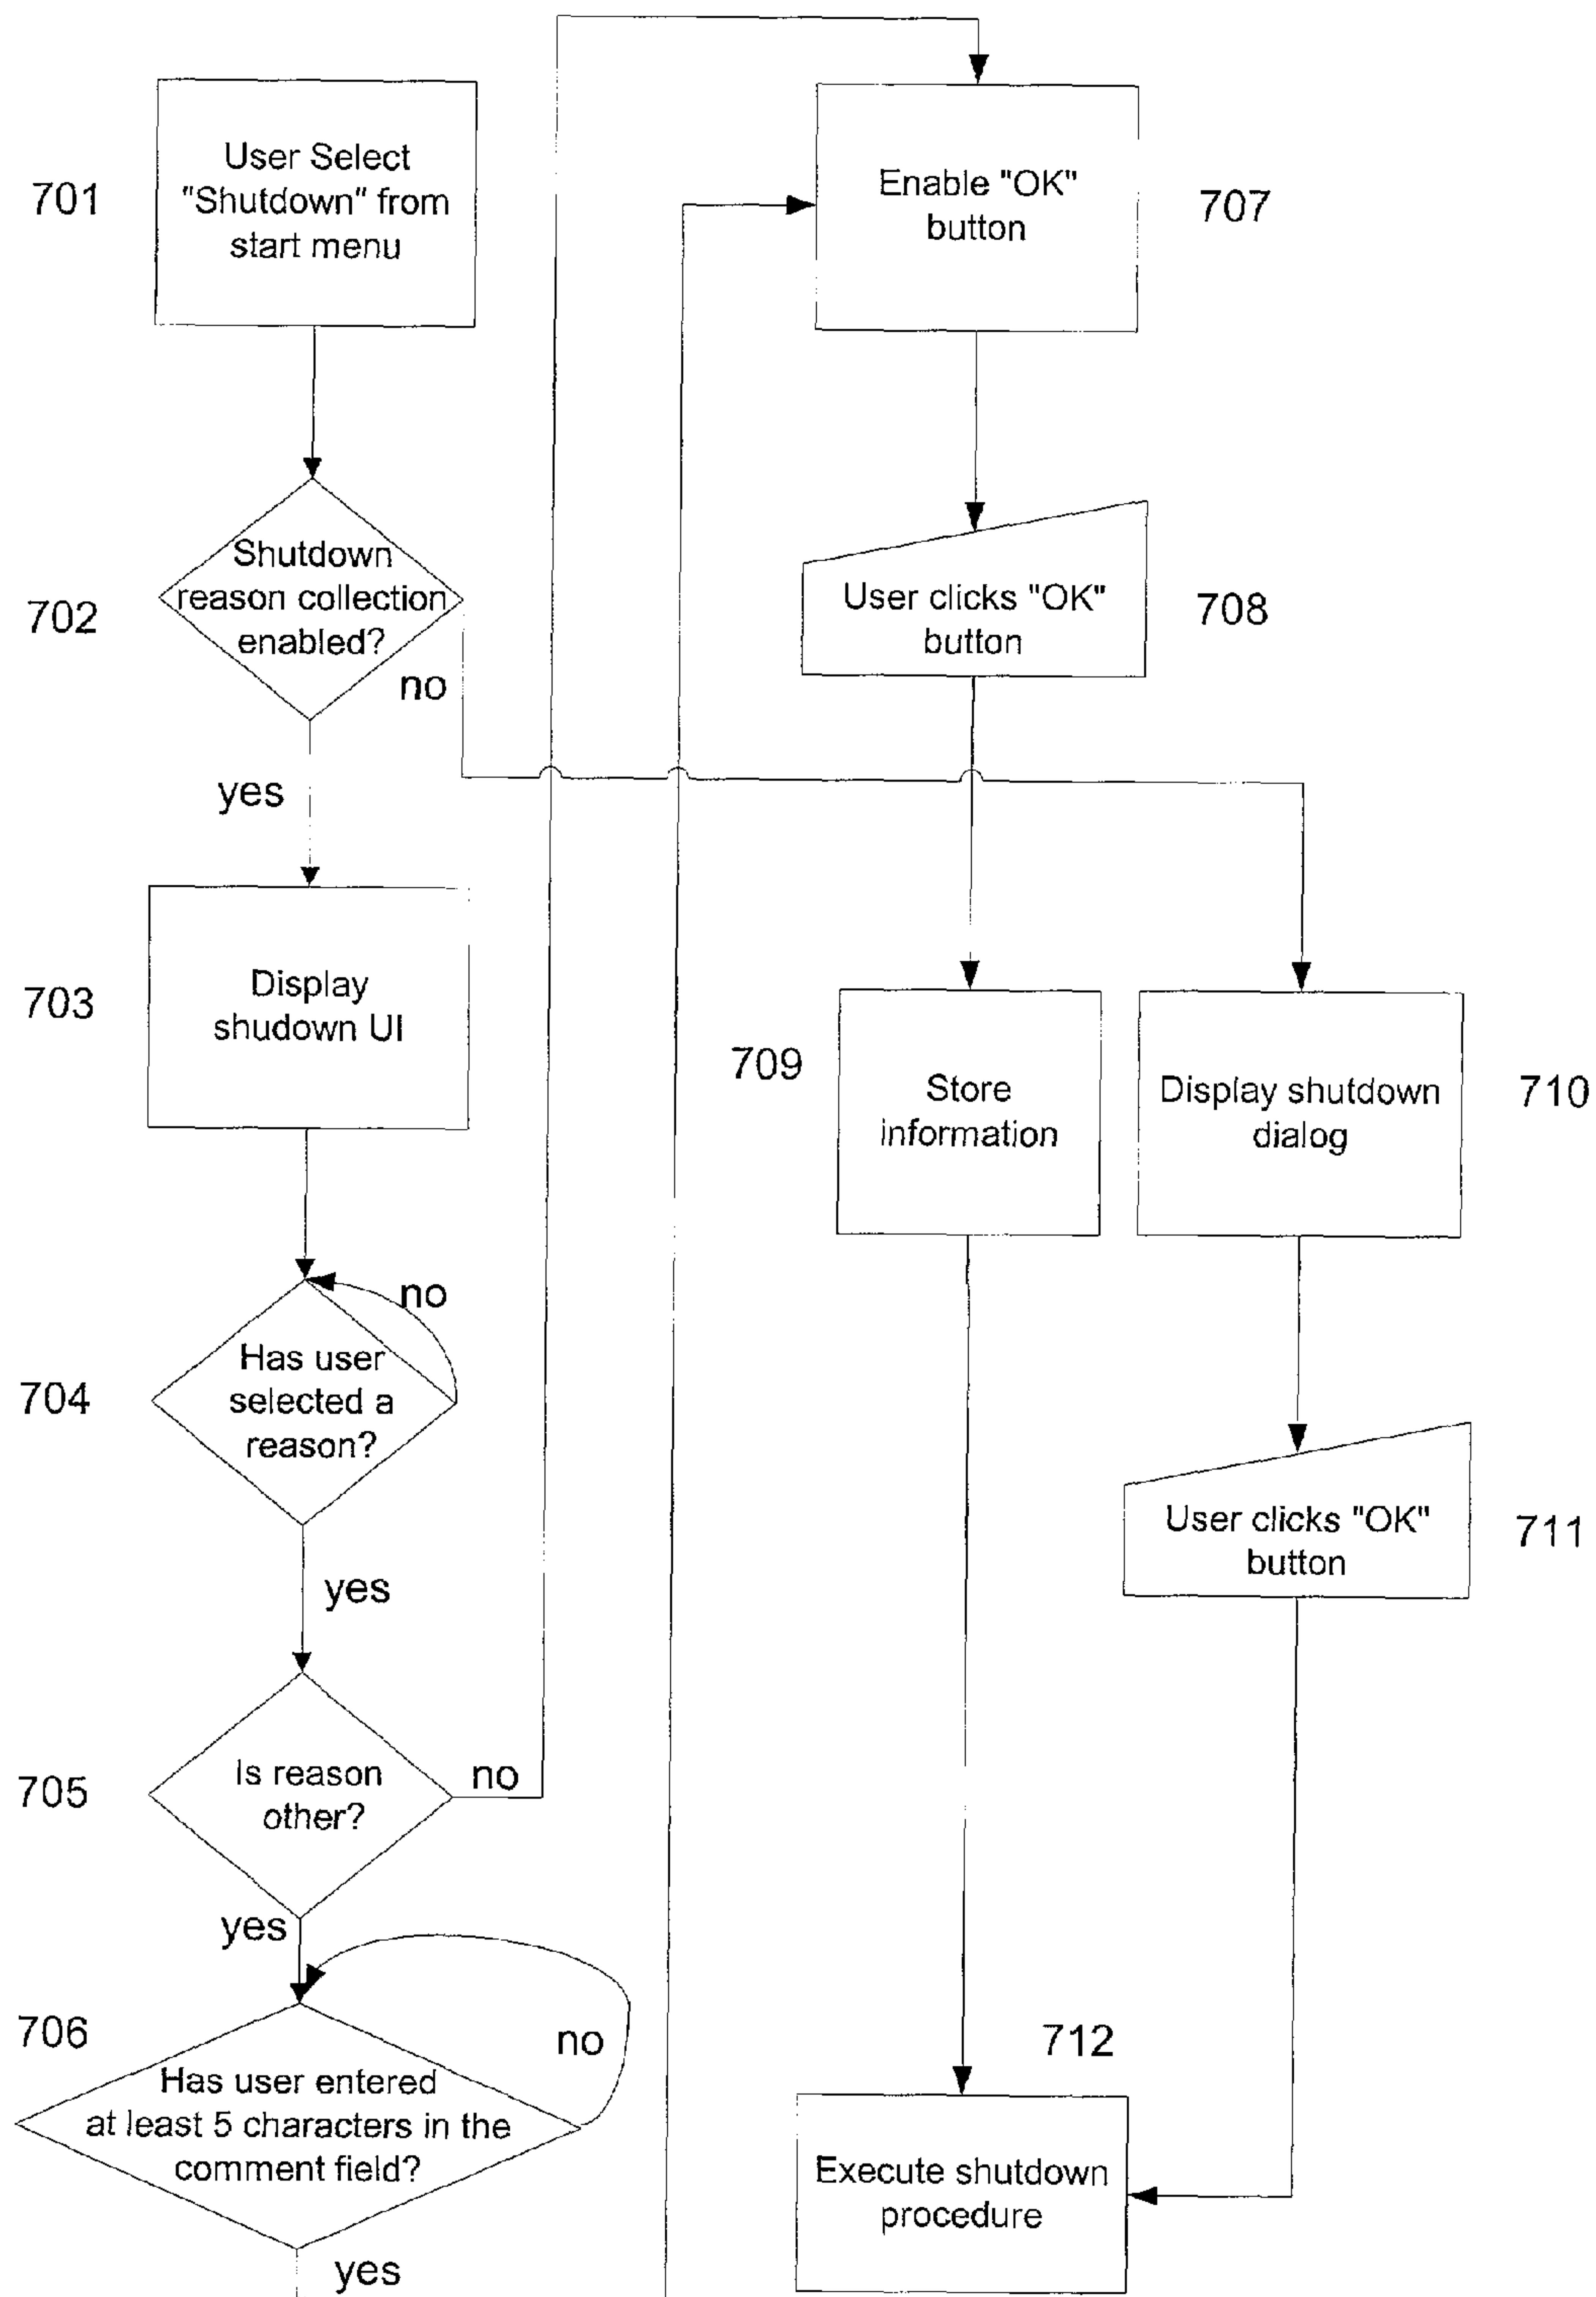 701
User Select
"Shutdown" from
start menu
702
Shutdown
reason collection
enabled?
no
yes
703
Display
shudown UI
704
no
Has user
selected a
reason?
yes
705
Is reason
other?
no
yes
706
no
Has user entered
at least 5 characters in the
comment field?
yes
Enable "OK"
button
707
User clicks "OK"
button
708
709
Store
information
Display shutdown
dialog
710
User clicks "OK"
button
711
712
Execute shutdown
procedure